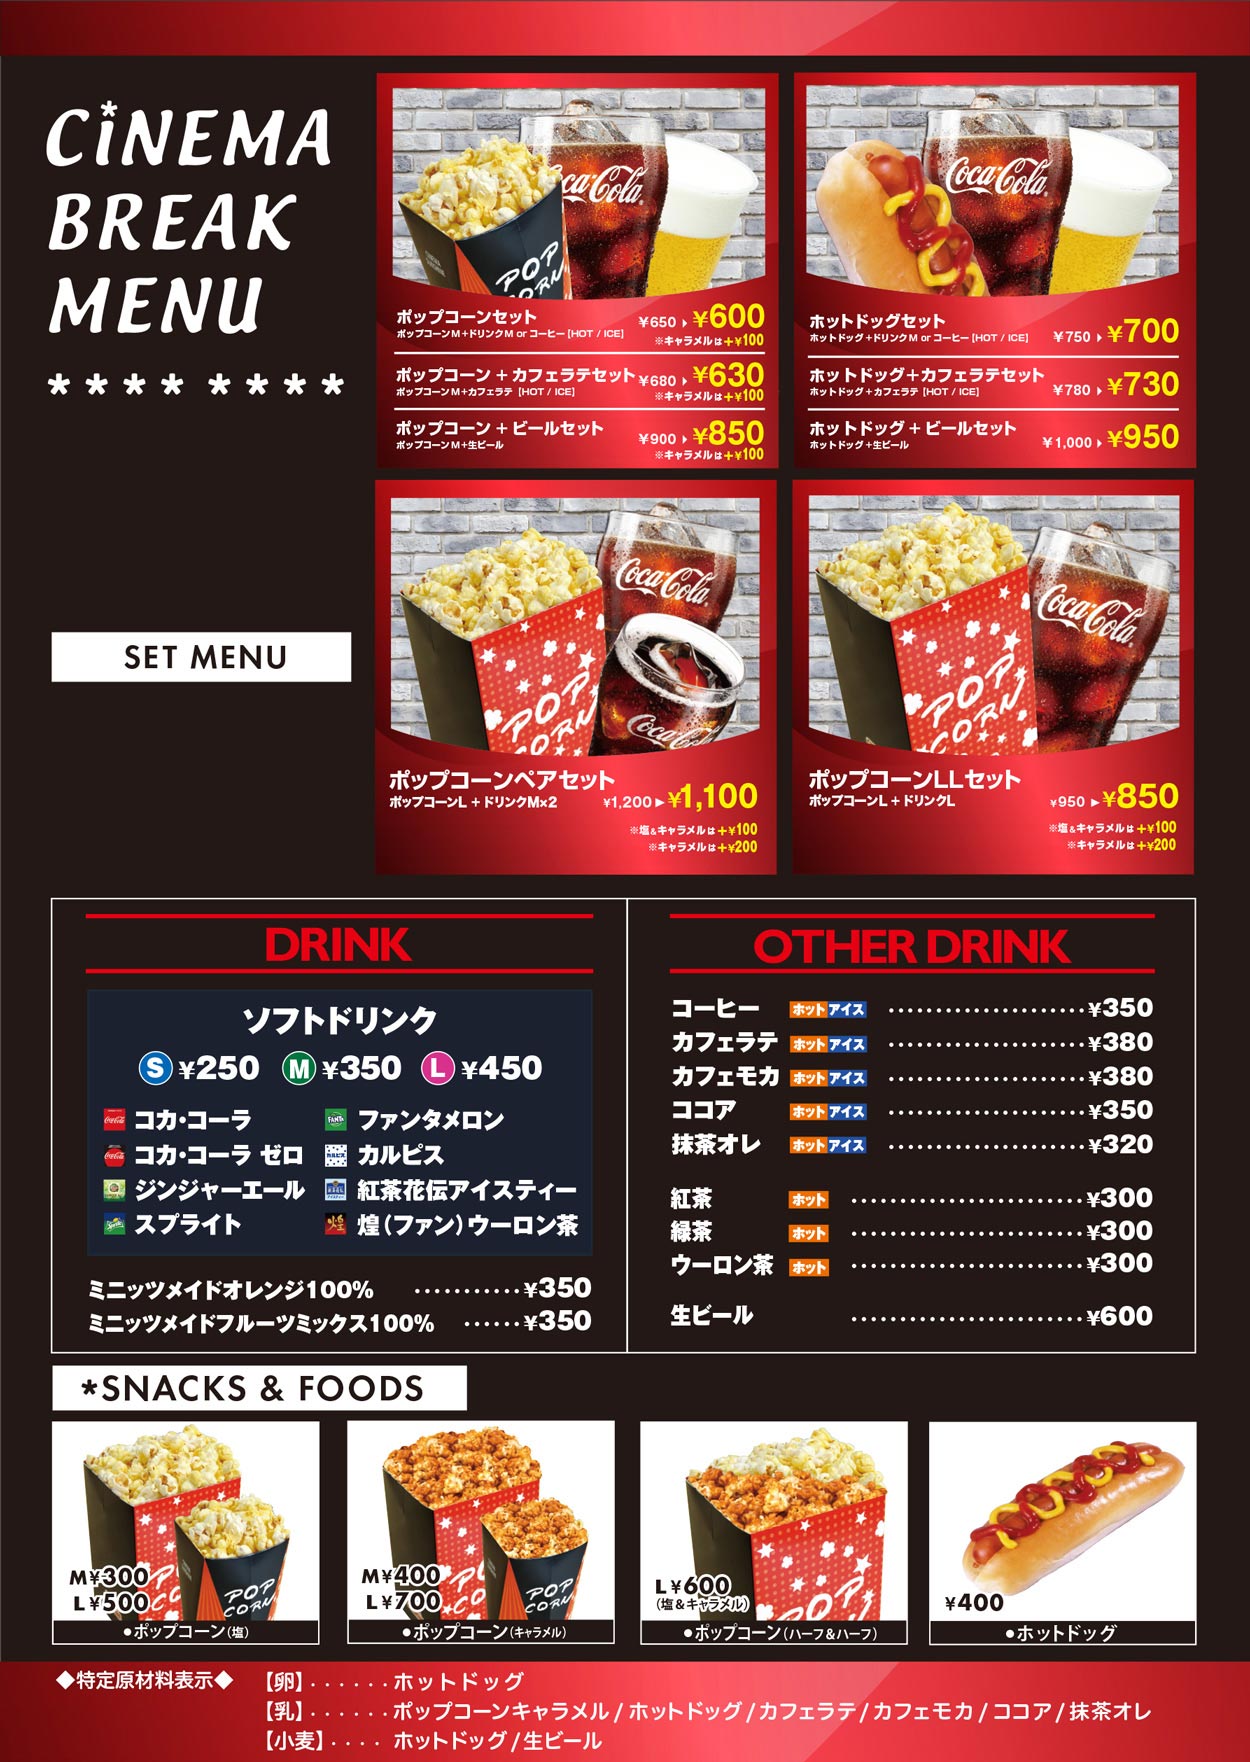 CiNEMA
BREAK
MENU
**** ****
Coca-Cola
POP
CORN
ポップコーンセット
ポップコーンM+ドリンクM or コーヒー [HOT / ICE]
¥650 ¥600
※キャラメルは+¥100
ポップコーン + カフェラテセット
ポップコーンM+カフェラテ [HOT / ICE]
¥680 ¥630
※キャラメルは+¥100
ポップコーン + ビールセット
ポップコーンM+生ビール
¥900 ¥850
※キャラメルは+¥100
Coca-Cola
ホットドッグセット
ホットドッグ+ドリンクM or コーヒー [HOT / ICE]
¥750 ¥700
ホットドッグ+カフェラテセット
ホットドッグ+カフェラテ [HOT / ICE]
¥780 ¥730
ホットドッグ + ビールセット
ホットドッグ+生ビール
¥1,000 ¥950
SET MENU
Coca-Cola
Coca-Cola
POP
CORN
ポップコーンペアセット
ポップコーンL + ドリンクM×2
¥1,200 ¥1,100
※塩&キャラメルは+¥100
※キャラメルは+¥200
Coca-Cola
POP
CORN
ポップコーンLLセット
ポップコーンL + ドリンクL
¥950 ¥850
※塩&キャラメルは+¥100
※キャラメルは+¥200
DRINK
ソフトドリンク
S ¥250 M ¥350 L ¥450
コカ・コーラ
コカ・コーラ ゼロ
ジンジャーエール
スプライト
ファンタメロン
カルピス
紅茶花伝アイスティー
煌(ファン)ウーロン茶
ミニッツメイドオレンジ100% ...........¥350
ミニッツメイドフルーツミックス100% ......¥350
OTHER DRINK
コーヒー ホット アイス .....................¥350
カフェラテ ホット アイス .....................¥380
カフェモカ ホット アイス .....................¥380
ココア ホット アイス .....................¥350
抹茶オレ ホット アイス .....................¥320
紅茶 ホット ........................¥300
緑茶 ホット ........................¥300
ウーロン茶 ホット ........................¥300
生ビール ........................¥600
*SNACKS & FOODS
POP
CORN
M¥300
L¥500
●ポップコーン(塩)
POP
CORN
M¥400
L¥700
●ポップコーン(キャラメル)
L¥600
(塩&キャラメル)
●ポップコーン(ハーフ&ハーフ)
¥400
●ホットドッグ
◆特定原材料表示◆
【卵】......ホットドッグ
【乳】......ポップコーンキャラメル/ホットドッグ/カフェラテ/カフェモカ/ココア/抹茶オレ
【小麦】.... ホットドッグ/生ビール